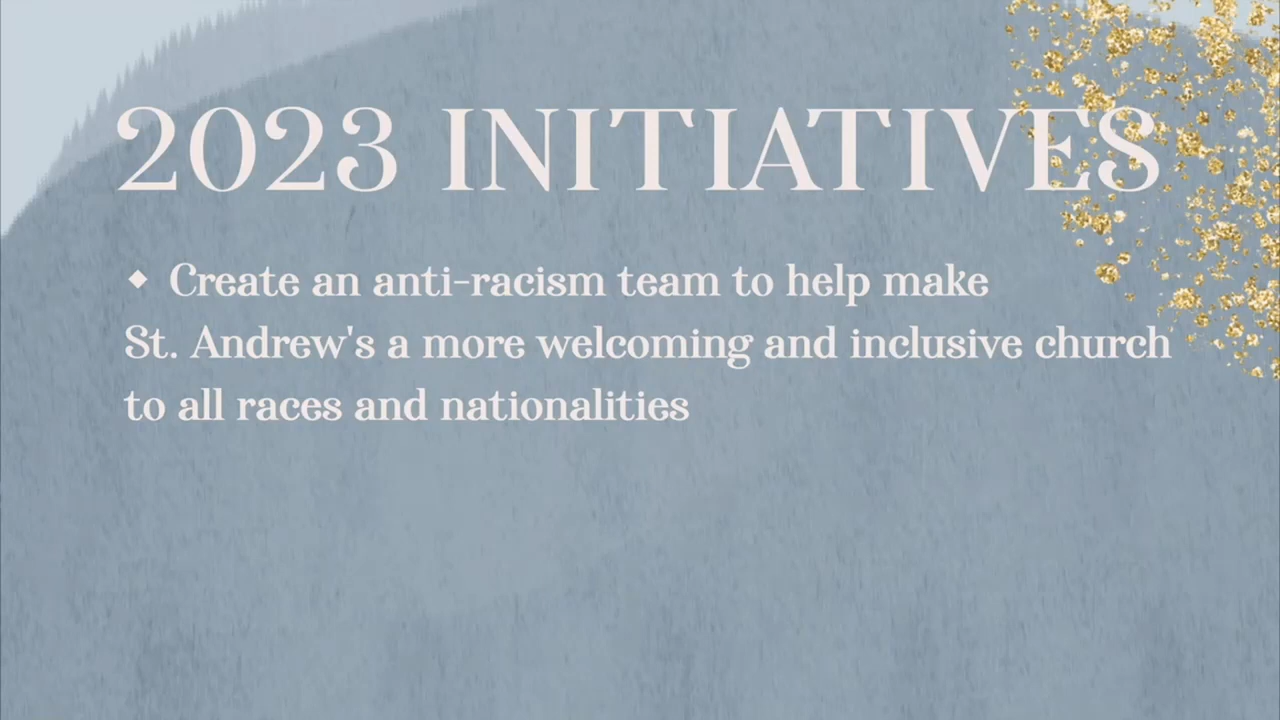 2023 INITIATIVES
◆ Create an anti-racism team to help make
St. Andrew's a more welcoming and inclusive church
to all races and nationalities